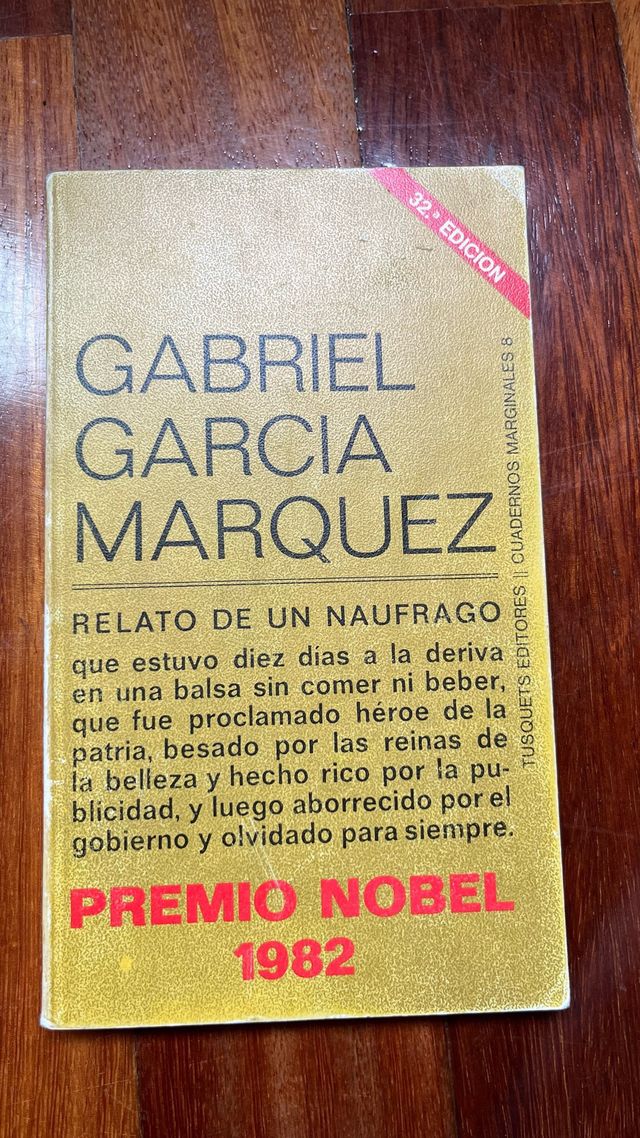 32.ª EDICION
GABRIEL
GARCIA
MARQUEZ
RELATO DE UN NAUFRAGO
que estuvo diez días a la deriva
en una balsa sin comer ni beber,
que fue proclamado héroe de la
patria, besado por las reinas de
la belleza y hecho rico por la pu-
blicidad, y luego aborrecido por el
gobierno y olvidado para siempre.
PREMIO NOBEL
1982
TUSQUETS EDITORES || CUADERNOS MARGINALES 8